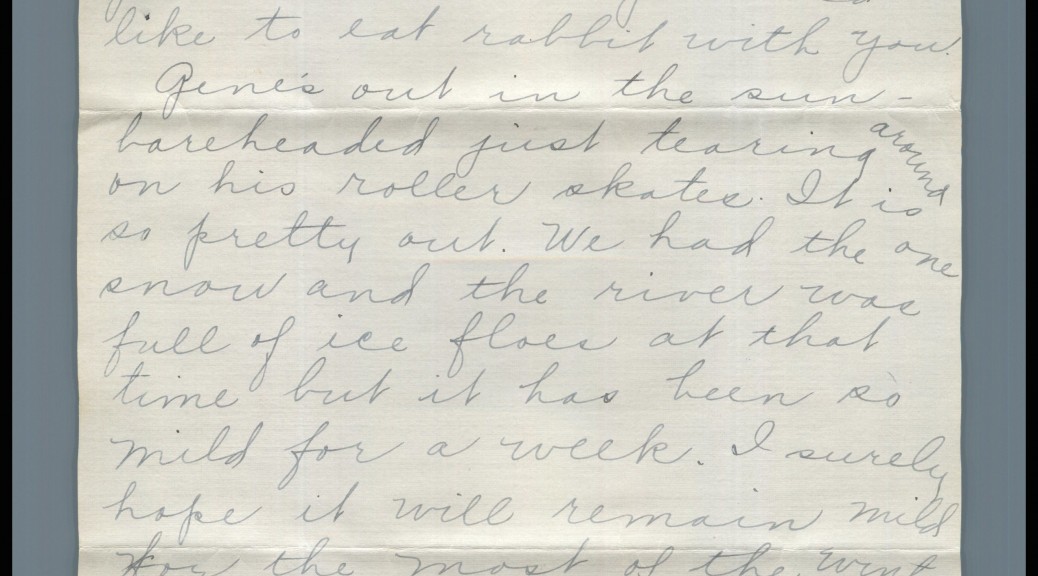 like to eat rabbit with you.
Gene's out in the sun -
bareheaded just tearing around
on his roller skates. It is
so pretty out. We had the one
snow and the river was
full of ice floes at that
time but it has been so
mild for a week. I surely
hope it will remain mild
for the most of the